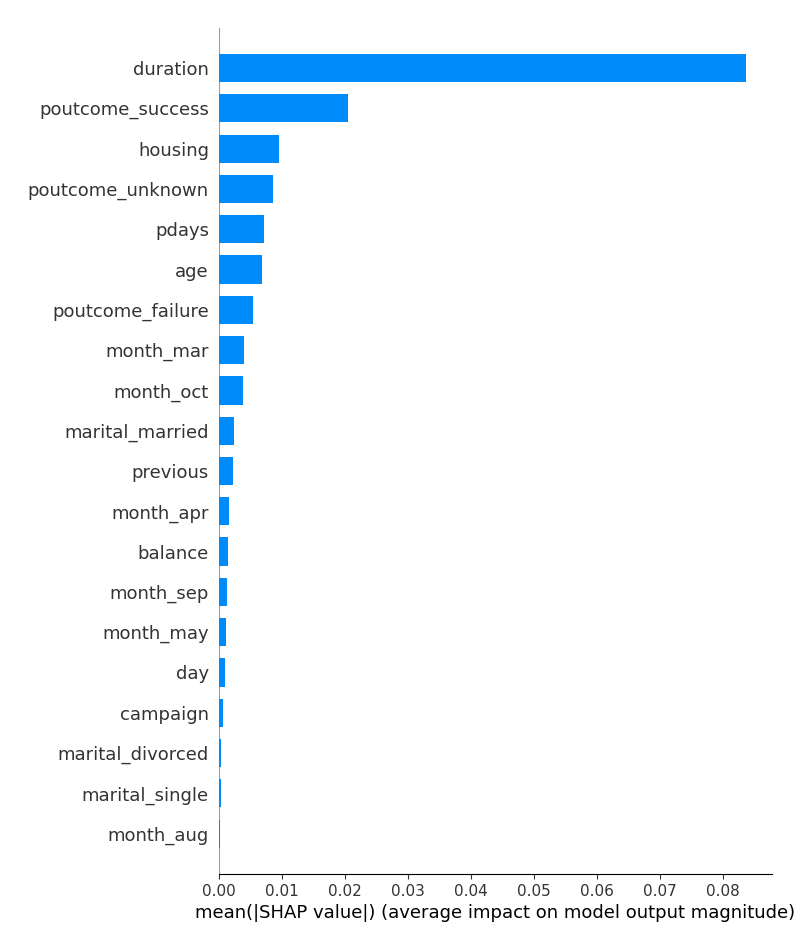 duration
poutcome_success
housing
poutcome_unknown
pdays
age
poutcome_failure
month_mar
month_oct
marital_married
previous
month_apr
balance
month_sep
month_may
day
campaign
marital_divorced
marital_single
month_aug
0.00 0.01 0.02 0.03 0.04 0.05 0.06 0.07 0.08
mean(|SHAP value|) (average impact on model output magnitude)